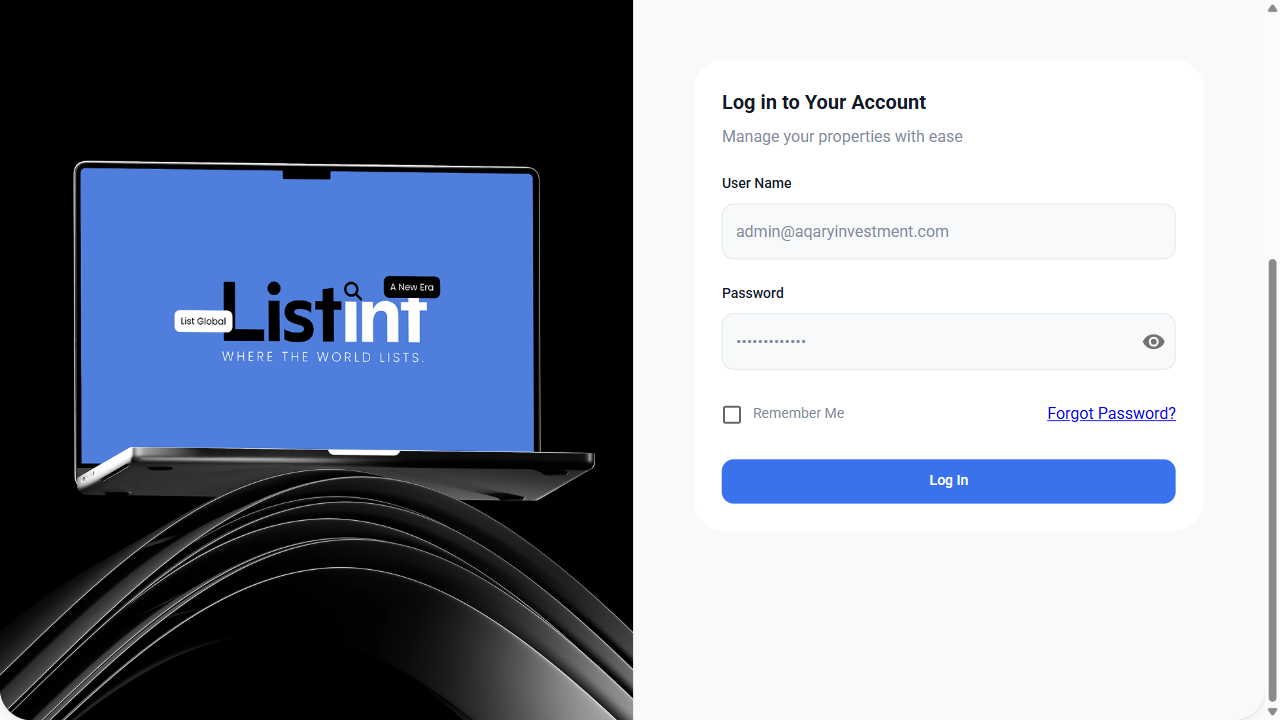 List Global
Listint
A New Era
WHERE THE WORLD LISTS.
Log in to Your Account
Manage your properties with ease
User Name
admin@aqaryinvestment.com
Password
•••••••••••••
Remember Me
Forgot Password?
Log In